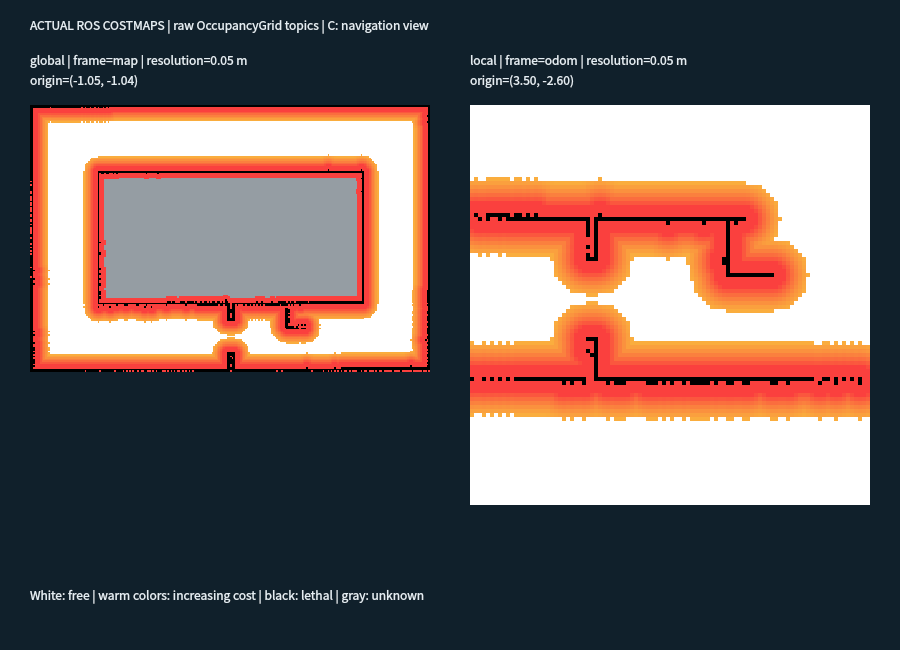 ACTUAL ROS COSTMAPS | raw OccupancyGrid topics | C: navigation view
global | frame=map | resolution=0.05 m
origin=(-1.05, -1.04)
local | frame=odom | resolution=0.05 m
origin=(3.50, -2.60)
White: free | warm colors: increasing cost | black: lethal | gray: unknown